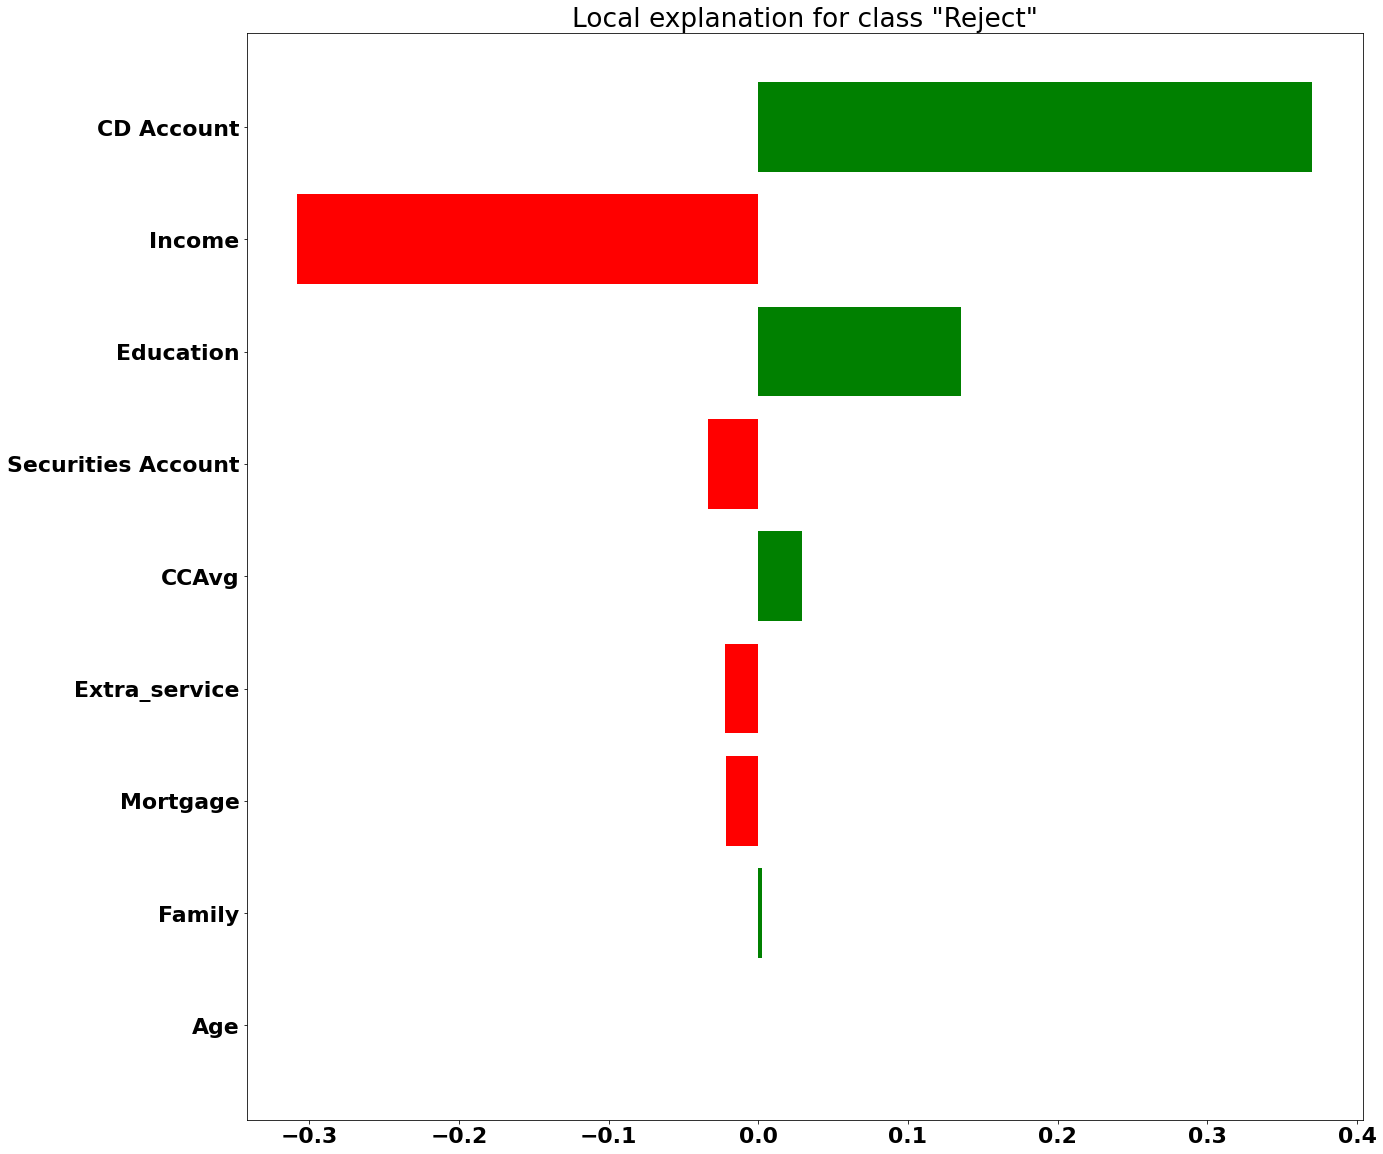 Local explanation for class "Reject"
CD Account
Income
Education
Securities Account
CCAvg
Extra_service
Mortgage
Family
Age
−0.3 −0.2 −0.1 0.0 0.1 0.2 0.3 0.4